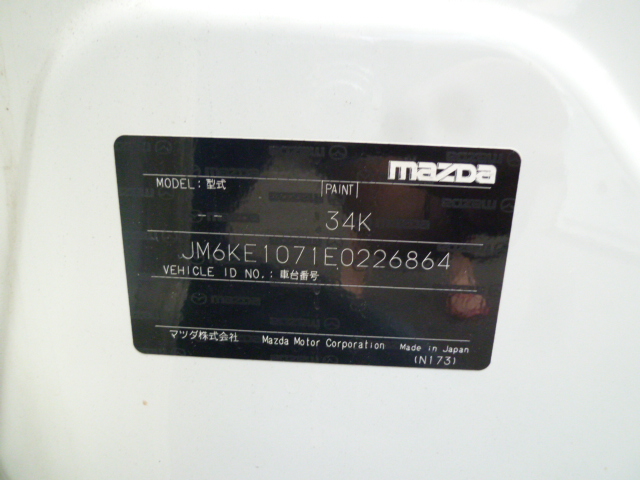 mazda
MODEL: 型式 PAINT
-- 34K
JM6KE1071E0226864
VEHICLE ID NO.: 車台番号
マツダ株式会社 Mazda Motor Corporation Made in Japan
(N173)